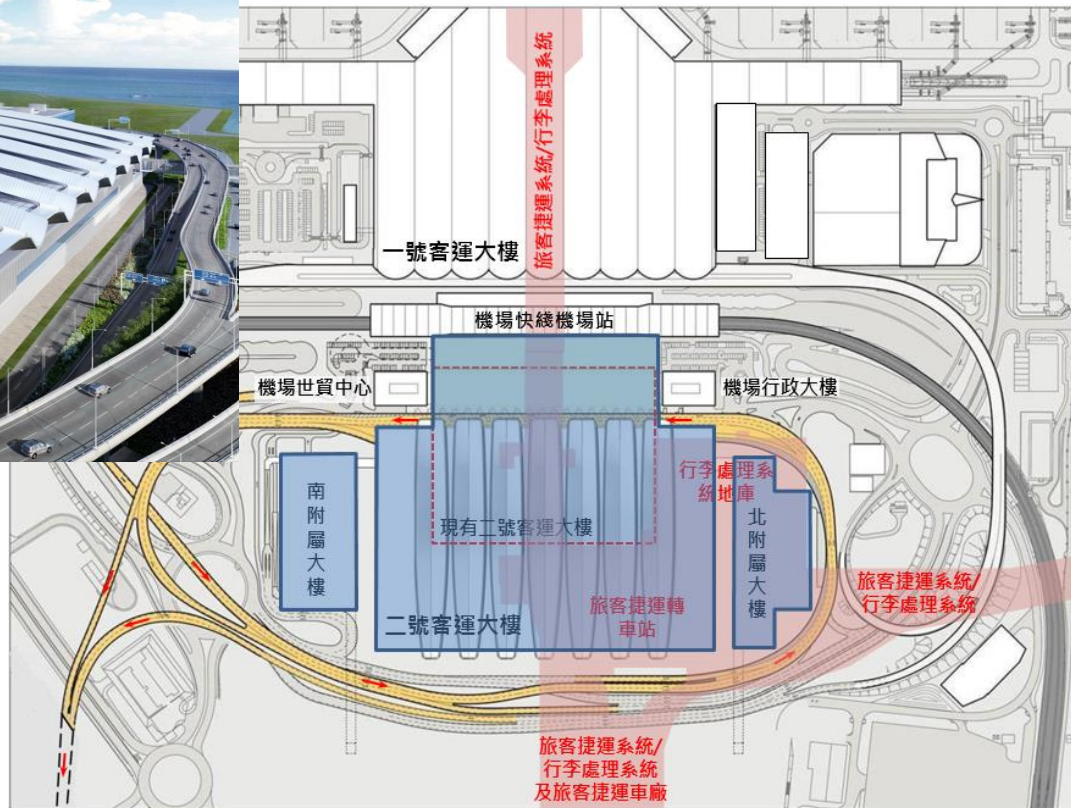 旅客捷運系統/行李處理系統
一號客運大樓
機場快綫機場站
機場世貿中心
機場行政大樓
行李處理系
統地庫
南附屬大樓
現有二號客運大樓
北附屬大樓
旅客捷運系統/
行李處理系統
旅客捷運轉
車站
二號客運大樓
旅客捷運系統/
行李處理系統
及旅客捷運車廠